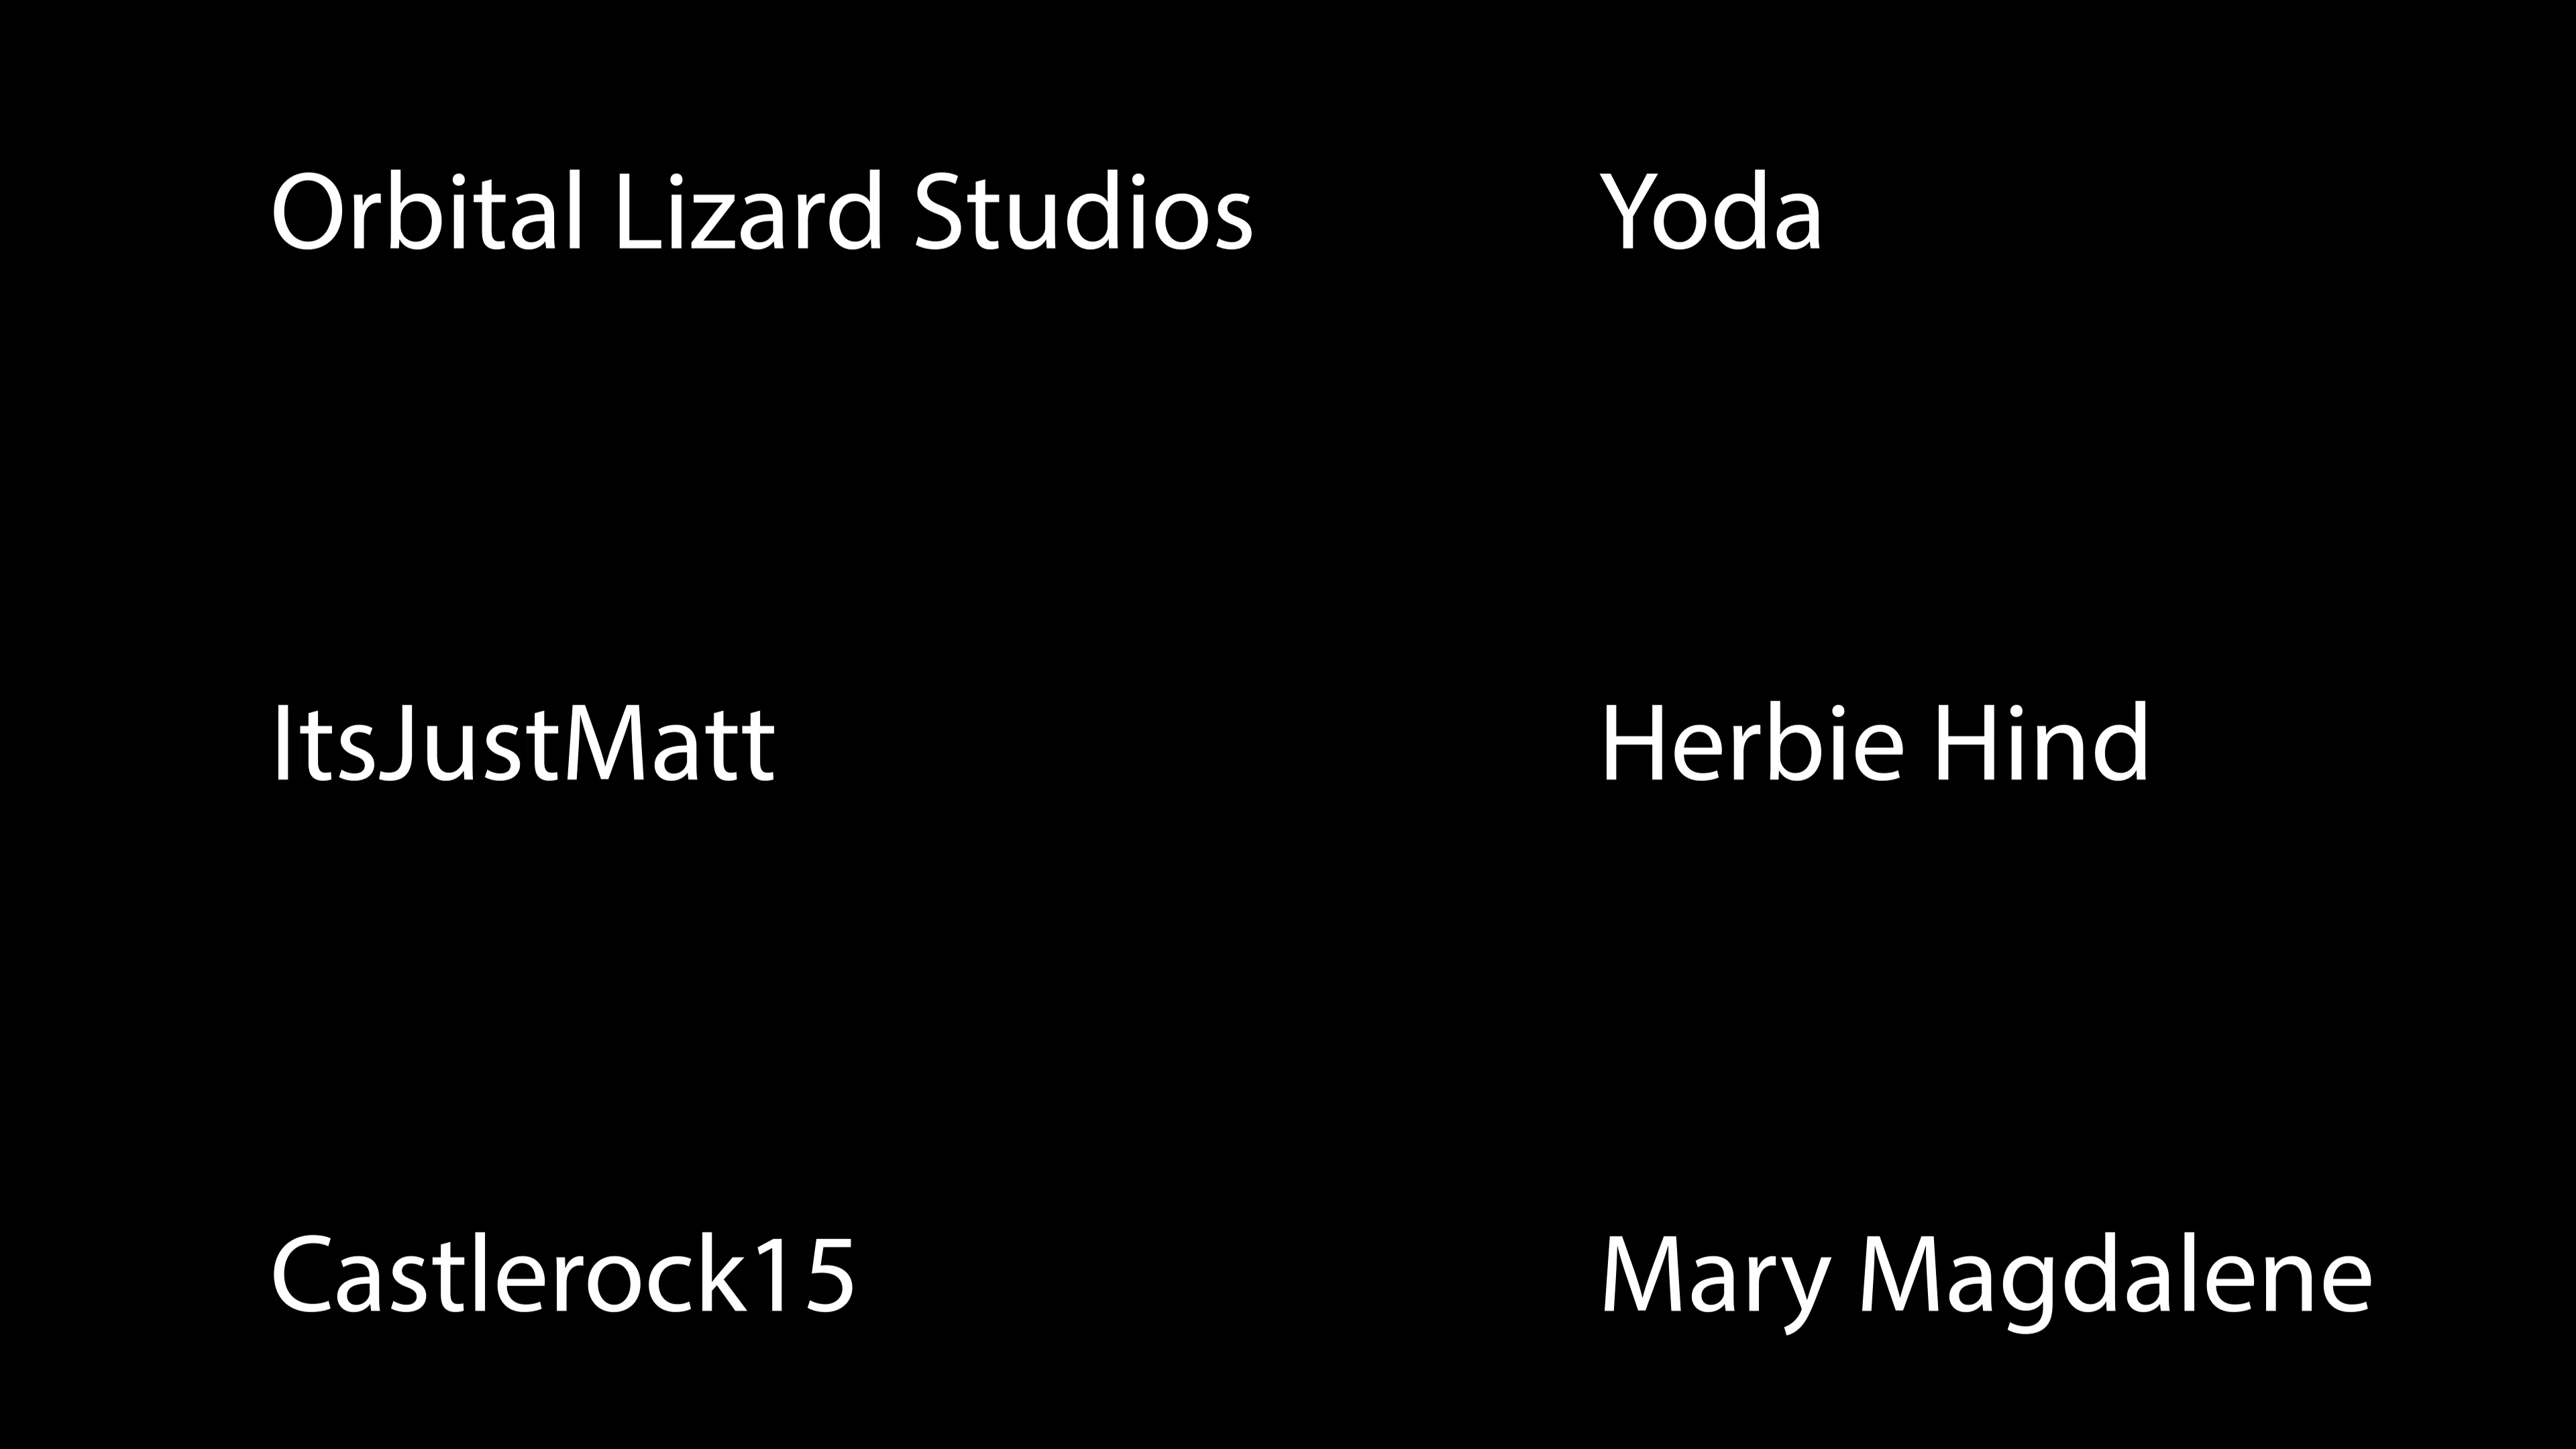 Orbital Lizard Studios
Yoda
ItsJustMatt
Herbie Hind
Castlerock15
Mary Magdalene